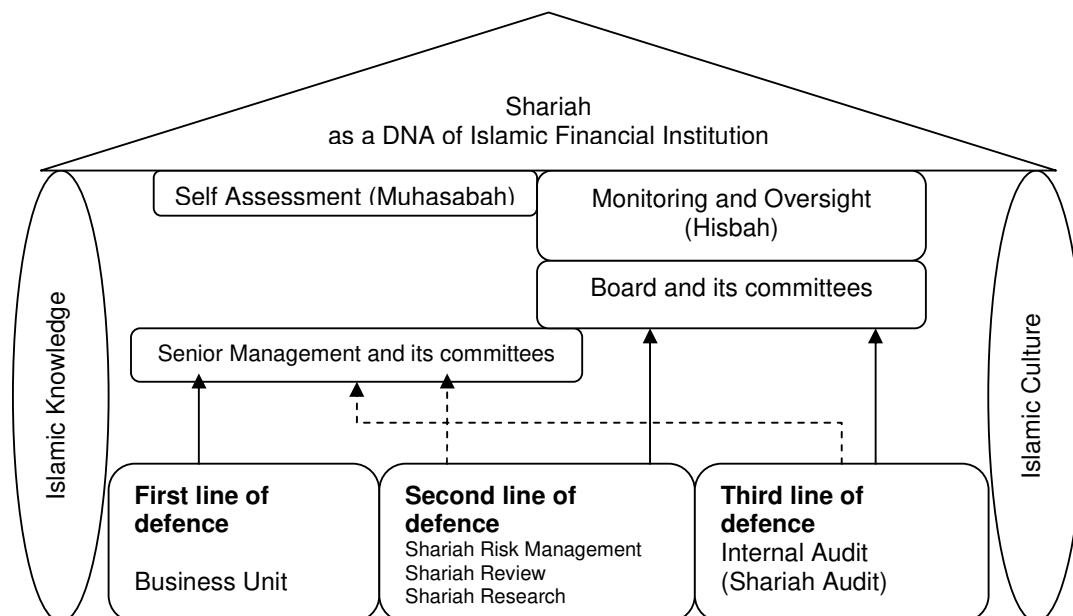 Shariah
as a DNA of Islamic Financial Institution
Self Assessment (Muhasabah)
Monitoring and Oversight
(Hisbah)
Board and its committees
Senior Management and its committees
Islamic Knowledge
Islamic Culture
First line of
defence
Business Unit
Second line of
defence
Shariah Risk Management
Shariah Review
Shariah Research
Third line of
defence
Internal Audit
(Shariah Audit)